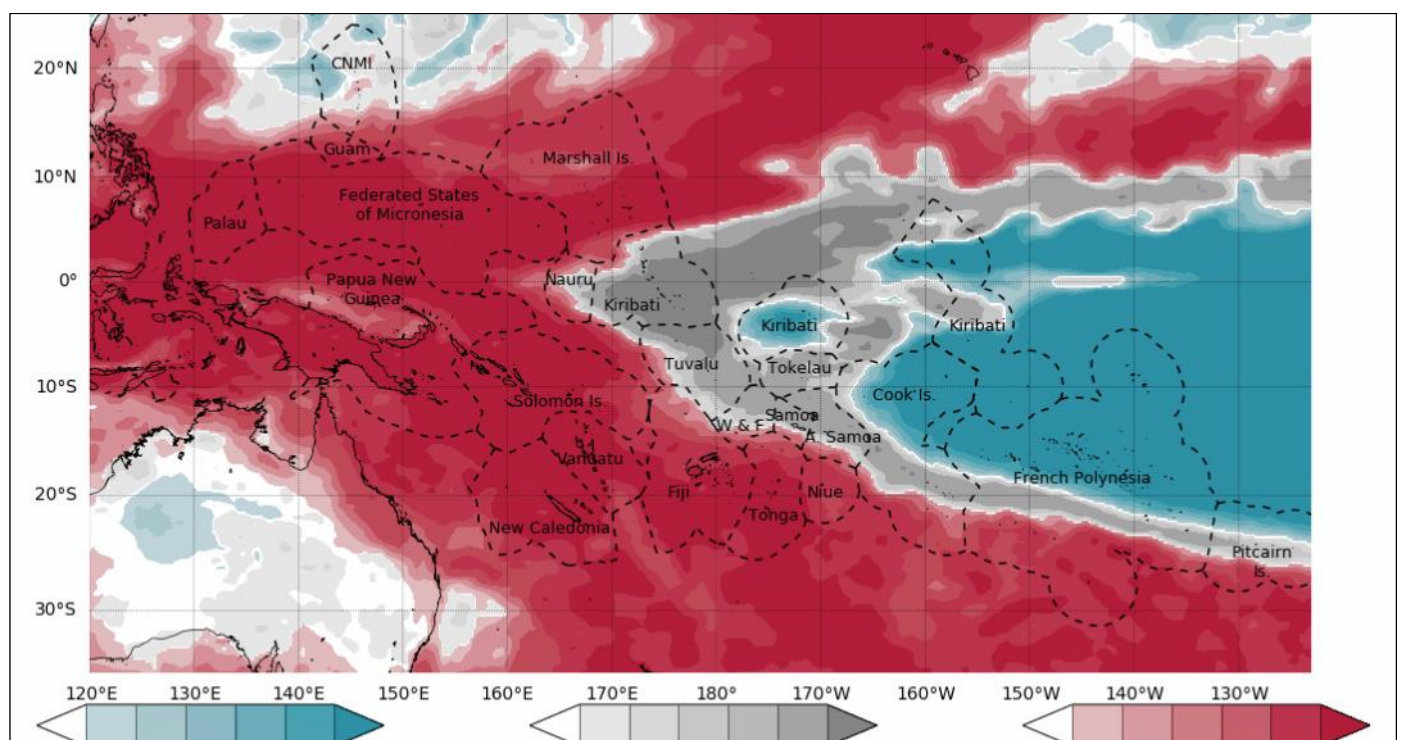 20°N
CNMI
Guam
Marshall Is.
10°N
Federated States
of Micronesia
Palau
0°
Papua New
Guinea
Nauru
Kiribati
Kiribati
Kiribati
Tuvalu
Tokelau
10°S
Cook Is.
Solomon Is.
Samoa
W & F
A. Samoa
Vanuatu
20°S
Fiji
Niue
French Polynesia
Tonga
New Caledonia
Pitcairn
Is.
30°S
120°E 130°E 140°E 150°E 160°E 170°E 180° 170°W 160°W 150°W 140°W 130°W